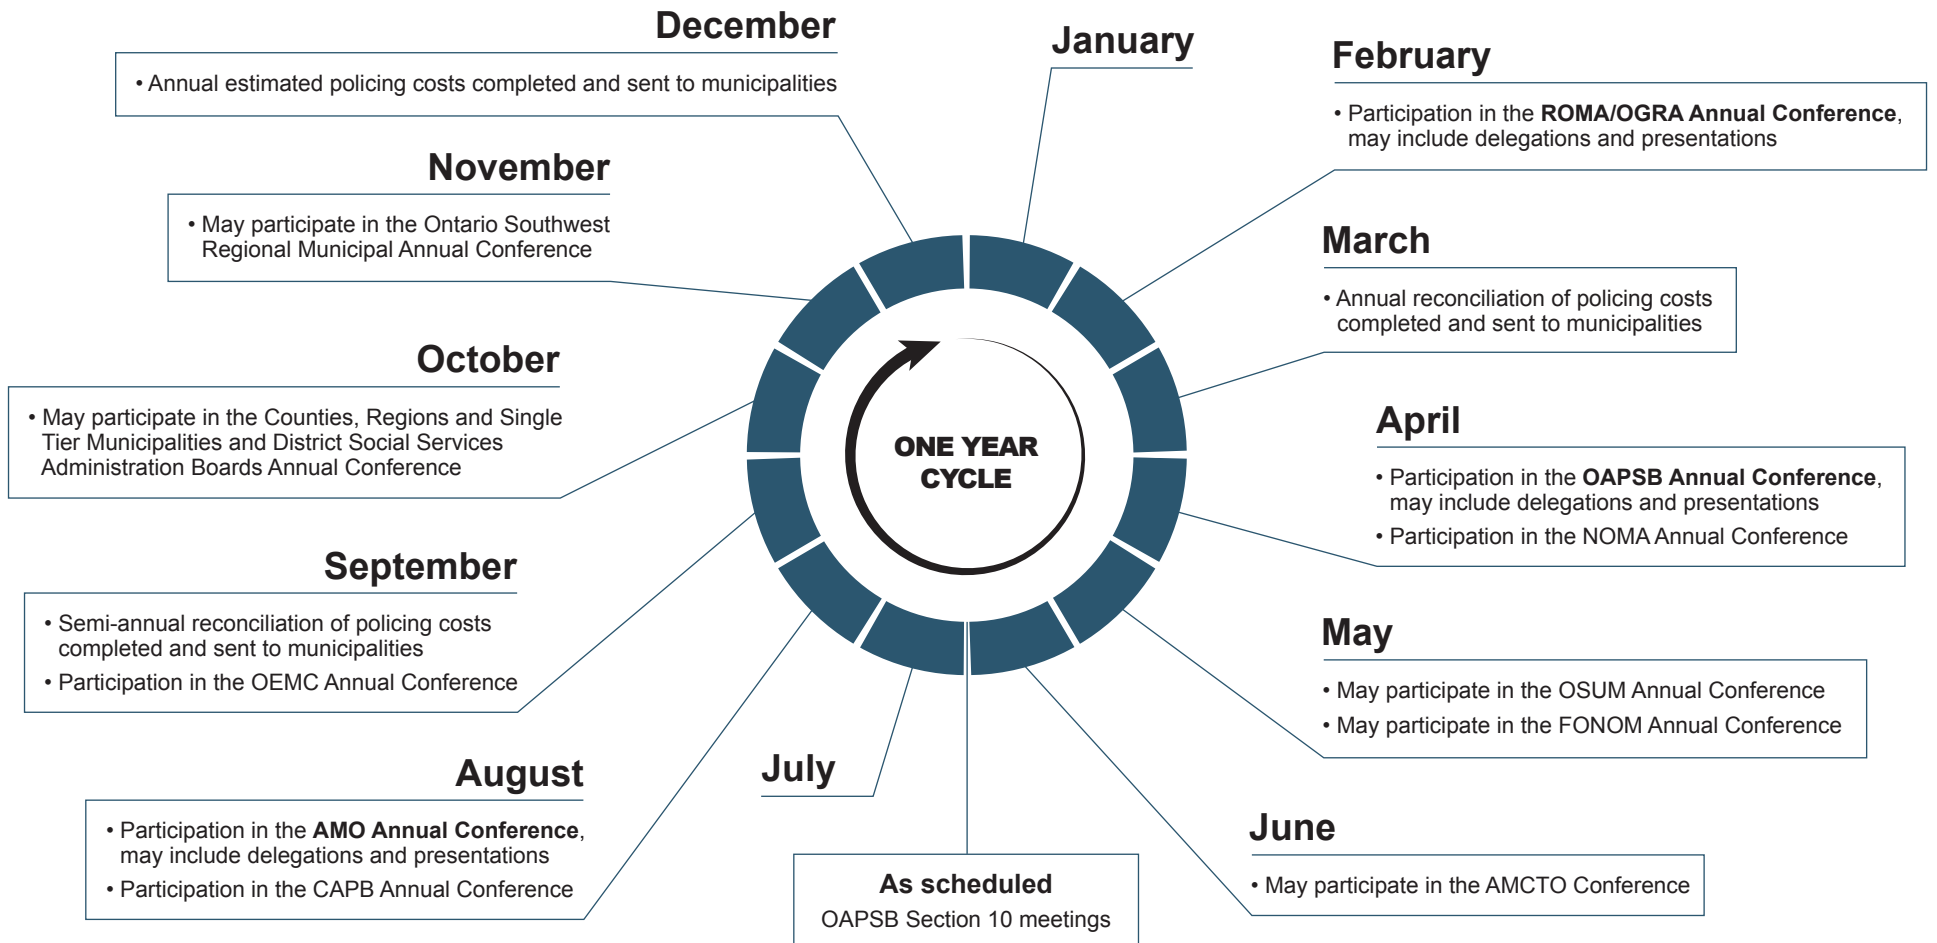 January
February
• Participation in the ROMA/OGRA Annual Conference,
may include delegations and presentations
March
• Annual reconciliation of policing costs
completed and sent to municipalities
April
• Participation in the OAPSB Annual Conference,
may include delegations and presentations
• Participation in the NOMA Annual Conference
May
• May participate in the OSUM Annual Conference
• May participate in the FONOM Annual Conference
June
• May participate in the AMCTO Conference
As scheduled
OAPSB Section 10 meetings
July
August
• Participation in the AMO Annual Conference,
may include delegations and presentations
• Participation in the CAPB Annual Conference
September
• Semi-annual reconciliation of policing costs
completed and sent to municipalities
• Participation in the OEMC Annual Conference
October
• May participate in the Counties, Regions and Single
Tier Municipalities and District Social Services
Administration Boards Annual Conference
November
• May participate in the Ontario Southwest
Regional Municipal Annual Conference
December
• Annual estimated policing costs completed and sent to municipalities
ONE YEAR
CYCLE